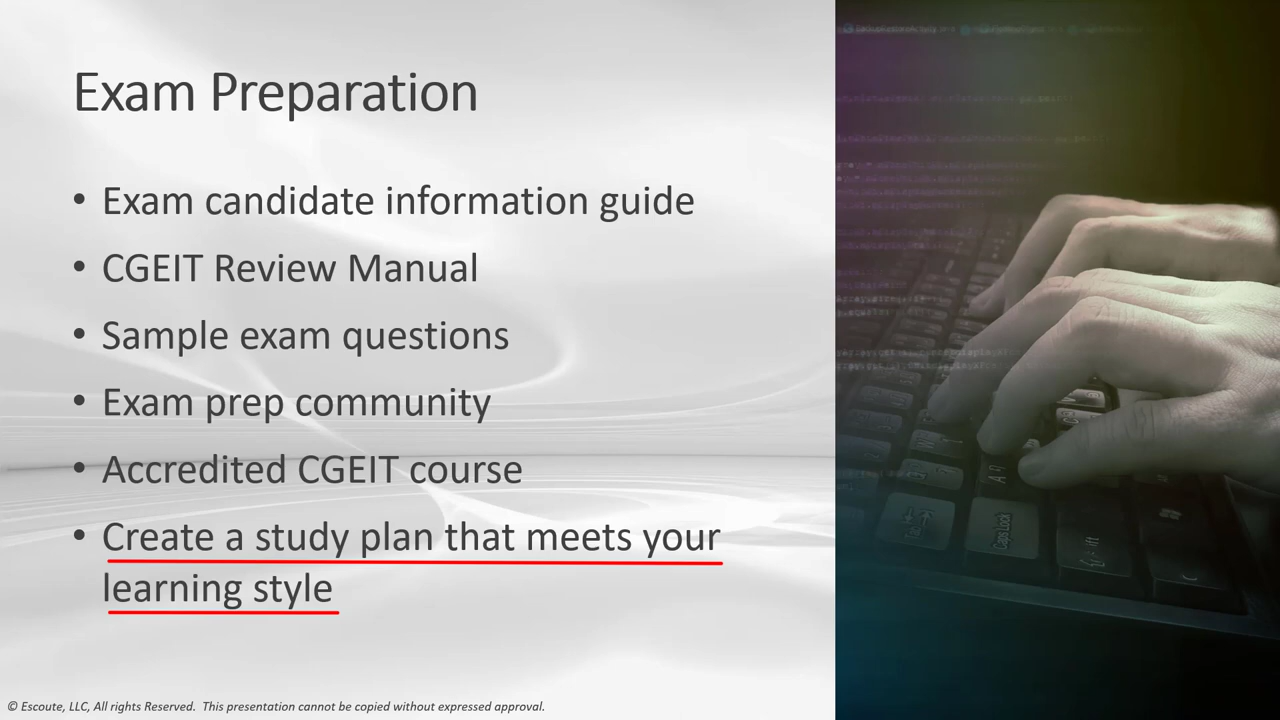 Exam Preparation
• Exam candidate information guide
• CGEIT Review Manual
• Sample exam questions
• Exam prep community
• Accredited CGEIT course
• Create a study plan that meets your
learning style
Caps Lock
© Escoute, LLC, All rights Reserved.  This presentation cannot be copied without expressed approval.